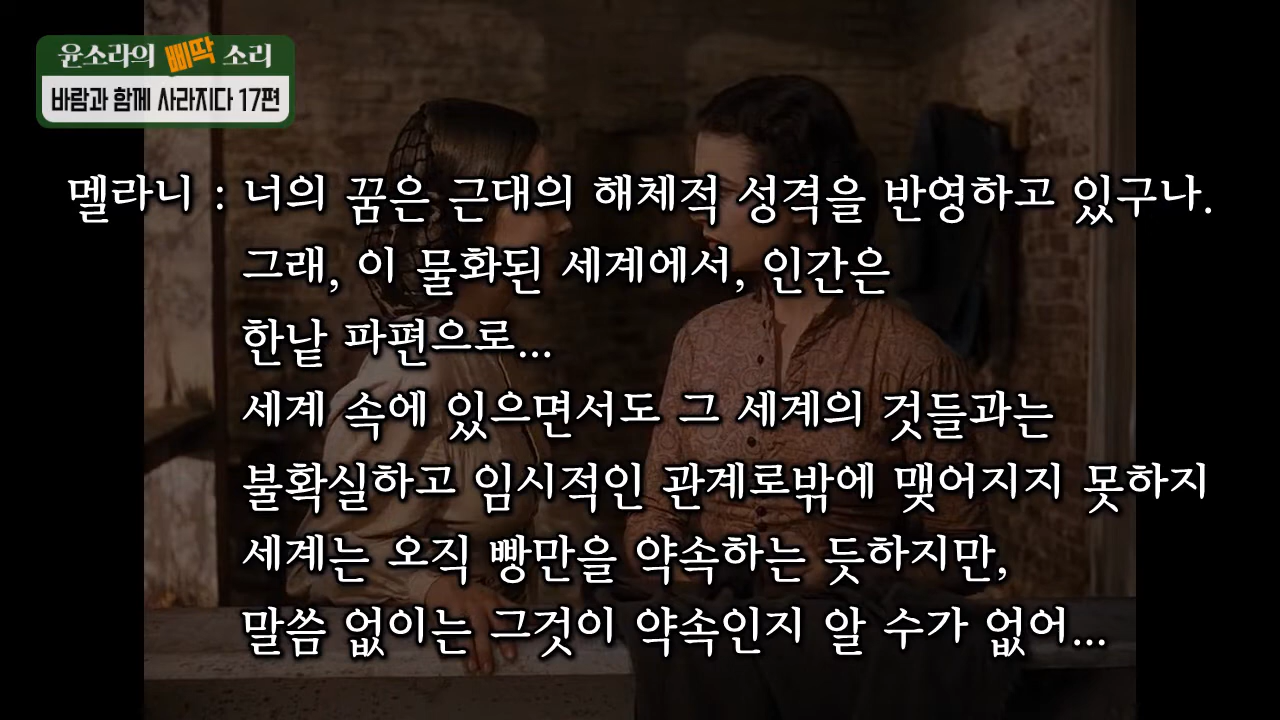 윤소라의 삐딱 소리
바람과 함께 사라지다 17편
멜라니 : 너의 꿈은 근대의 해체적 성격을 반영하고 있구나.
그래, 이 물화된 세계에서, 인간은
한낱 파편으로...
세계 속에 있으면서도 그 세계의 것들과는
불확실하고 임시적인 관계로밖에 맺어지지 못하지
세계는 오직 빵만을 약속하는 듯하지만,
말씀 없이는 그것이 약속인지 알 수가 없어...